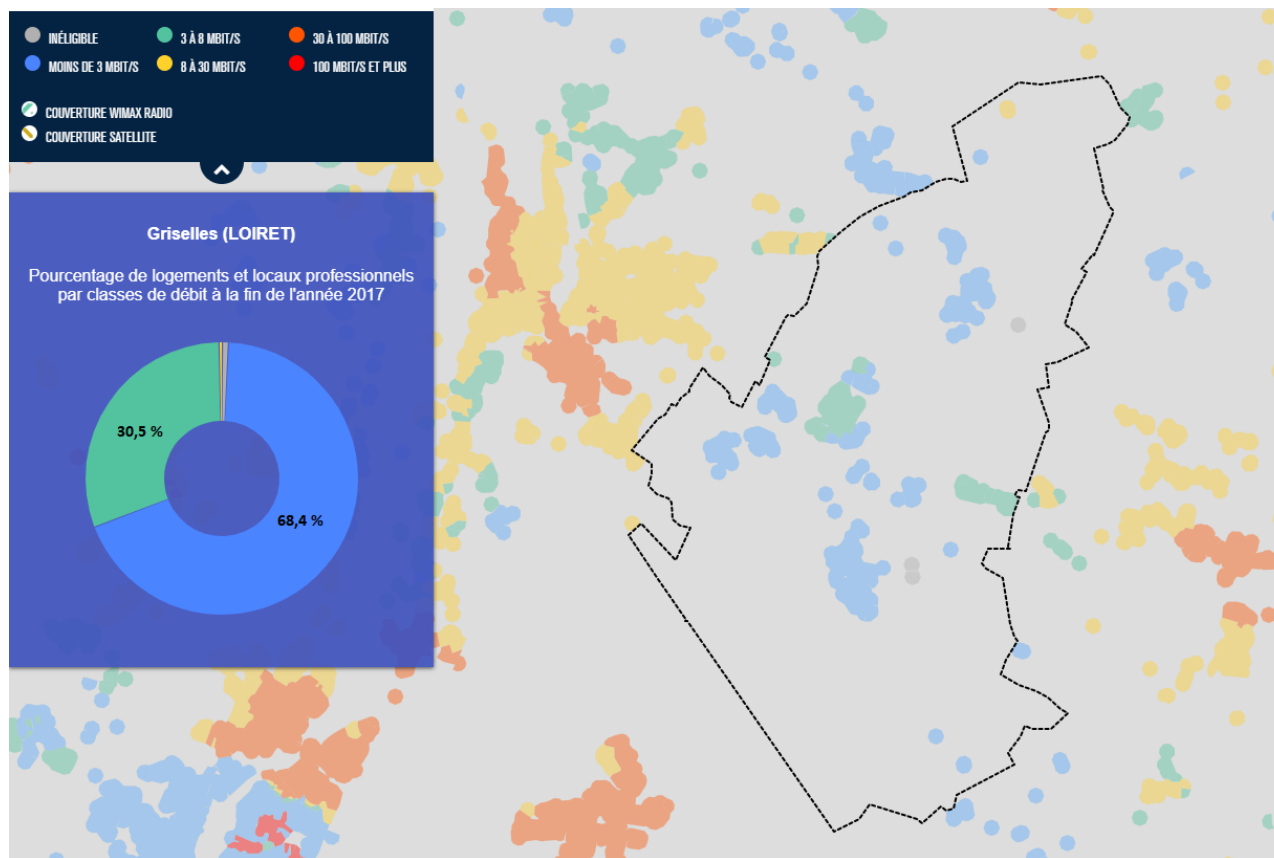 INÉLIGIBLE
3 À 8 MBIT/S
30 À 100 MBIT/S
MOINS DE 3 MBIT/S
8 À 30 MBIT/S
100 MBIT/S ET PLUS
COUVERTURE WIMAX RADIO
COUVERTURE SATELLITE
Griselles (LOIRET)
Pourcentage de logements et locaux professionnels
par classes de débit à la fin de l'année 2017
30,5 %
68,4 %